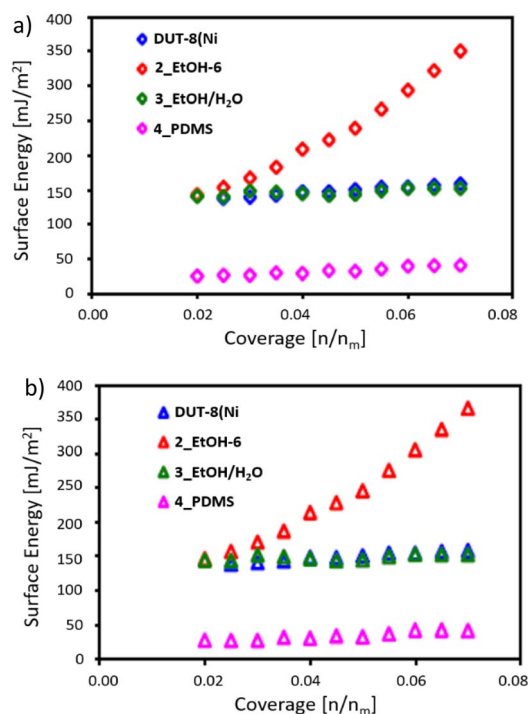 a)
400
350
300
250
200
150
100
50
0
Surface Energy [mJ/m²]
DUT-8(Ni
2_EtOH-6
3_EtOH/H₂O
4_PDMS
0.00 0.02 0.04 0.06 0.08
Coverage [n/nₘ]
b)
400
350
300
250
200
150
100
50
0
Surface Energy [mJ/m²]
DUT-8(Ni
2_EtOH-6
3_EtOH/H₂O
4_PDMS
0.00 0.02 0.04 0.06 0.08
Coverage [n/nₘ]